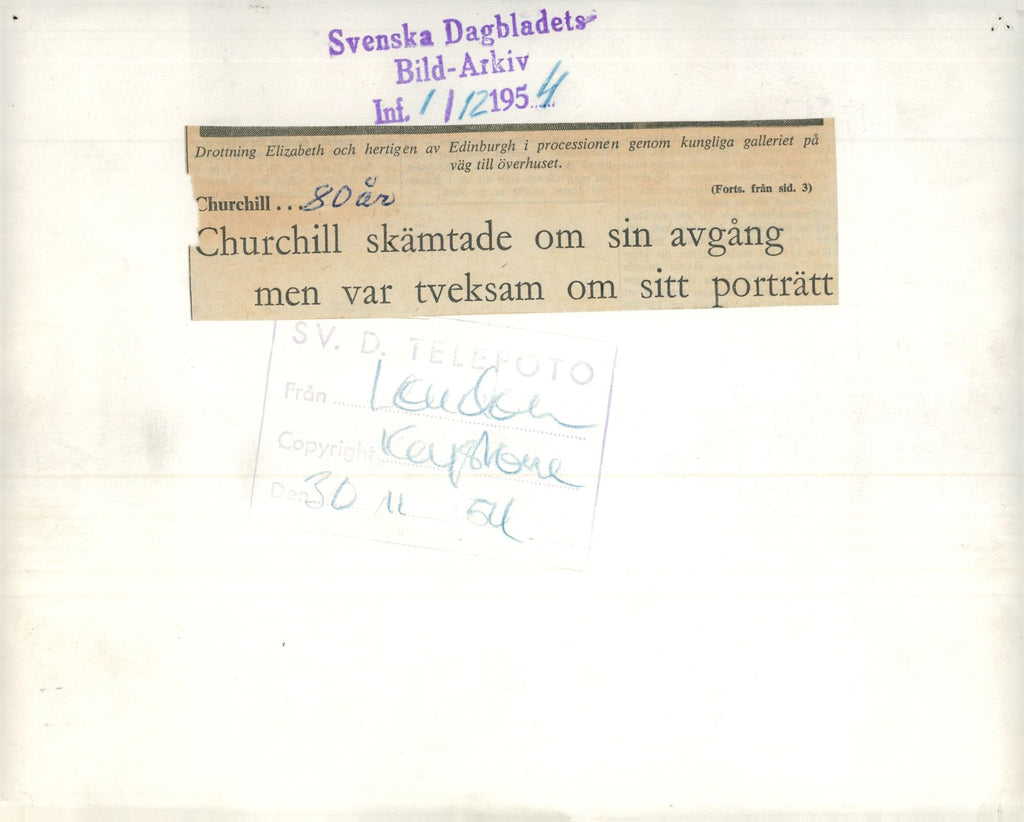 Svenska Dagbladets
Bild-Arkiv
Inf. 1/12 1954
Drottning Elizabeth och hertigen av Edinburgh i processionen genom kungliga galleriet på
väg till överhuset.
(Forts. från sid. 3)
Churchill... 80 år
Churchill skämtade om sin avgång
men var tveksam om sitt porträtt
SV. D. TELEFOTO
Från London
Copyright Keystone
Den 30 11 54